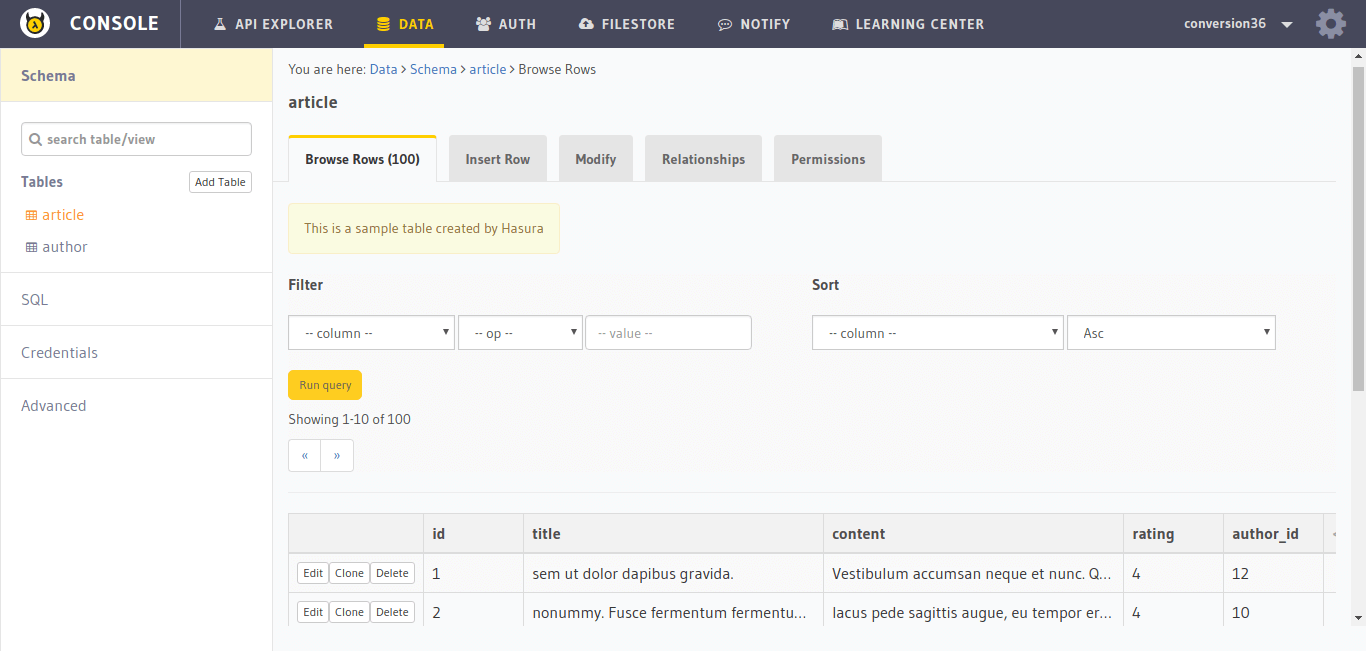 CONSOLE API EXPLORER DATA AUTH FILESTORE NOTIFY LEARNING CENTER conversion36
Schema
search table/view
Tables Add Table
article
author
SQL
Credentials
Advanced
You are here: Data > Schema > article > Browse Rows
article
Browse Rows (100) Insert Row Modify Relationships Permissions
This is a sample table created by Hasura
Filter Sort
-- column -- -- op -- -- value -- -- column -- Asc
Run query
Showing 1-10 of 100
« »
id title content rating author_id
Edit Clone Delete 1 sem ut dolor dapibus gravida. Vestibulum accumsan neque et nunc. Q... 4 12
Edit Clone Delete 2 nonummy. Fusce fermentum fermentu... lacus pede sagittis augue, eu tempor er... 4 10